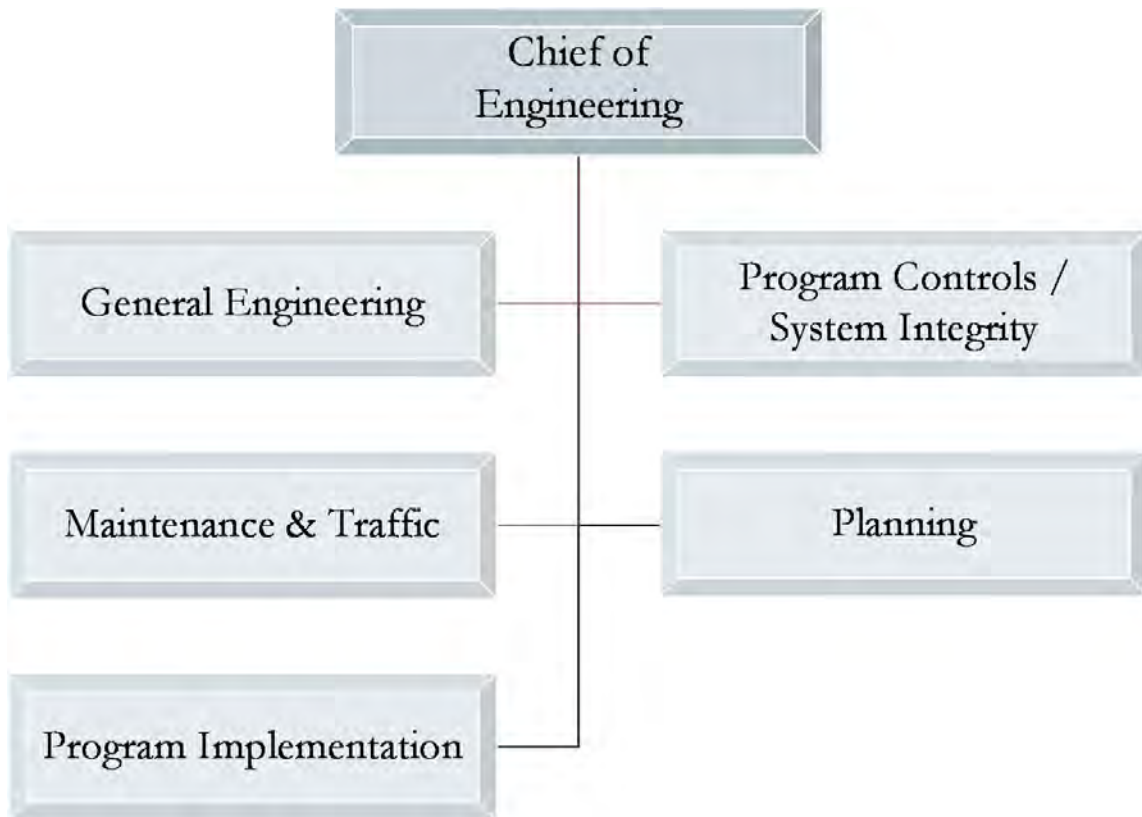 Chief of
Engineering
General Engineering
Program Controls /
System Integrity
Maintenance & Traffic
Planning
Program Implementation